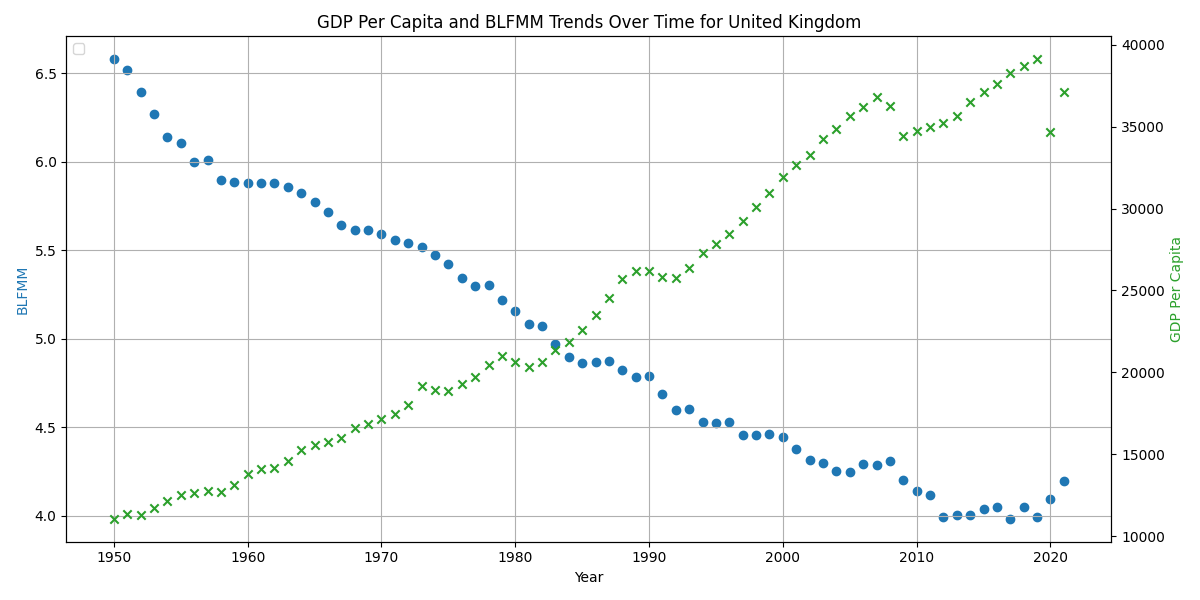 GDP Per Capita and BLFMM Trends Over Time for United Kingdom
BLFMM
6.5
6.0
5.5
5.0
4.5
4.0
40000
35000
30000
25000
20000
15000
10000
GDP Per Capita
1950 1960 1970 1980 1990 2000 2010 2020
Year